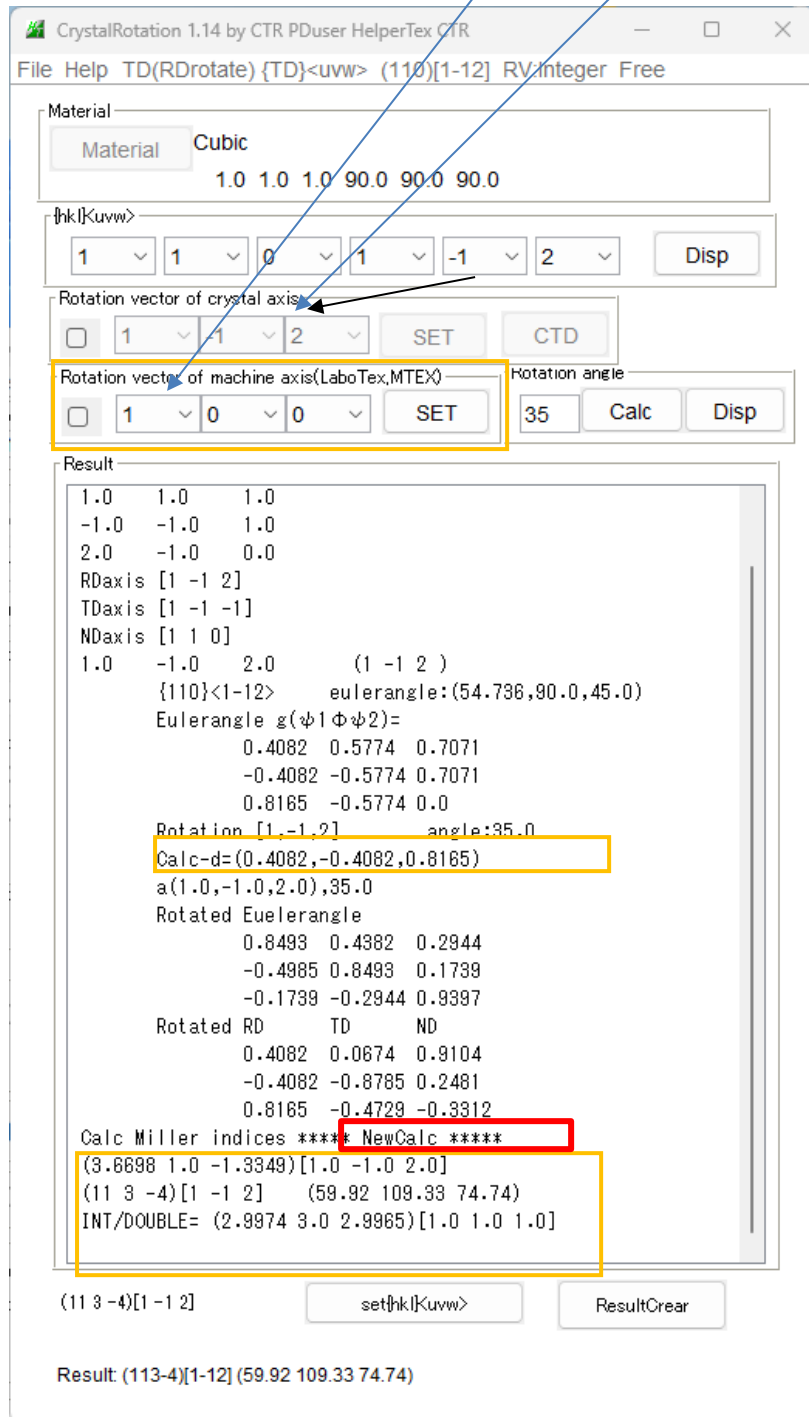 CrystalRotation 1.14 by CTR PDuser HelperTex CTR
File Help TD(RDrotate) {TD}<uvw> (110)[1-12] RV:Integer Free
Material
Material Cubic
1.0 1.0 1.0 90.0 90.0 90.0
{hkl}<uvw>
1 1 0 1 -1 2 Disp
Rotation vector of crystal axis
1 -1 2 SET CTD
Rotation vector of machine axis(LaboTex,MTEX) Rotation angle
1 0 0 SET 35 Calc Disp
Result
1.0 1.0 1.0
-1.0 -1.0 1.0
2.0 -1.0 0.0
RDaxis [1 -1 2]
TDaxis [1 -1 -1]
NDaxis [1 1 0]
1.0 -1.0 2.0 (1 -1 2 )
{110}<1-12> eulerangle:(54.736,90.0,45.0)
Eulerangle g(ψ1Φψ2)=
0.4082 0.5774 0.7071
-0.4082 -0.5774 0.7071
0.8165 -0.5774 0.0
Rotation [1,-1,2] angle:35.0
Calc-d=(0.4082,-0.4082,0.8165)
a(1.0,-1.0,2.0),35.0
Rotated Euelerangle
0.8493 0.4382 0.2944
-0.4985 0.8493 0.1739
-0.1739 -0.2944 0.9397
Rotated RD TD ND
0.4082 0.0674 0.9104
-0.4082 -0.8785 0.2481
0.8165 -0.4729 -0.3312
Calc Miller indices ***** NewCalc *****
(3.6698 1.0 -1.3349)[1.0 -1.0 2.0]
(11 3 -4)[1 -1 2] (59.92 109.33 74.74)
INT/DOUBLE= (2.9974 3.0 2.9965)[1.0 1.0 1.0]
(11 3 -4)[1 -1 2] set{hkl}<uvw> ResultCrear
Result: (113-4)[1-12] (59.92 109.33 74.74)